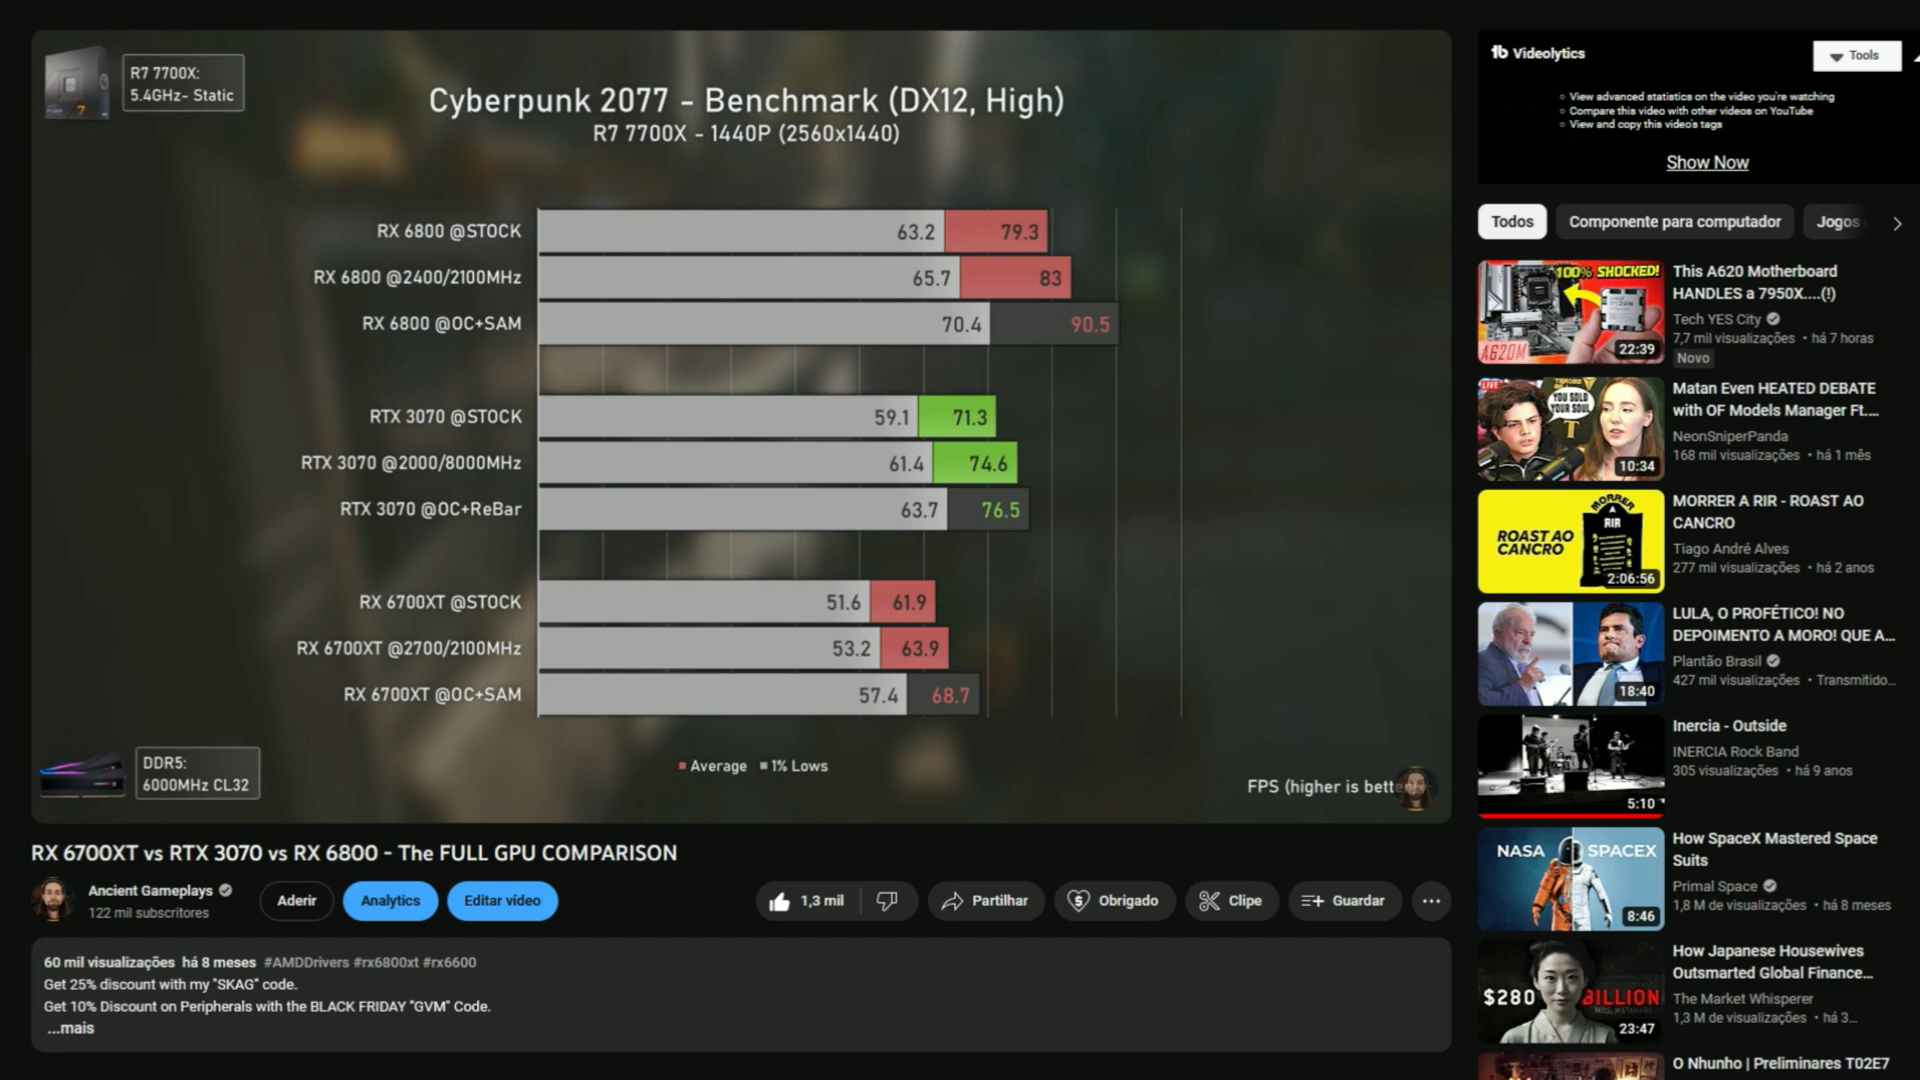 R7 7700X:
5.4GHz- Static
Cyberpunk 2077 - Benchmark (DX12, High)
R7 7700X - 1440P (2560x1440)
RX 6800 @STOCK 63.2 79.3
RX 6800 @2400/2100MHz 65.7 83
RX 6800 @OC+SAM 70.4 90.5
RTX 3070 @STOCK 59.1 71.3
RTX 3070 @2000/8000MHz 61.4 74.6
RTX 3070 @OC+ReBar 63.7 76.5
RX 6700XT @STOCK 51.6 61.9
RX 6700XT @2700/2100MHz 53.2 63.9
RX 6700XT @OC+SAM 57.4 68.7
Average 1% Lows
DDR5:
6000MHz CL32
FPS (higher is bett
RX 6700XT vs RTX 3070 vs RX 6800 - The FULL GPU COMPARISON
Ancient Gameplays
122 mil subscritores
Aderir
Analytics
Editar vídeo
1,3 mil
Partilhar
Obrigado
Clipe
Guardar
60 mil visualizações há 8 meses #AMDDrivers #rx6800xt #rx6600
Get 25% discount with my "SKAG" code.
Get 10% Discount on Peripherals with the BLACK FRIDAY "GVM" Code.
...mais
tb Videolytics
Tools
View advanced statistics on the video you're watching
Compare this video with other videos on YouTube
View and copy this video's tags
Show Now
Todos
Componente para computador
Jogos
100% SHOCKED!
A620M
22:39
This A620 Motherboard
HANDLES a 7950X....(!)
Tech YES City
7,7 mil visualizações • há 7 horas
Novo
LIVE
YOU SOLD
YOUR SOUL
10:34
Matan Even HEATED DEBATE
with OF Models Manager Ft....
NeonSniperPanda
168 mil visualizações • há 1 mês
MORRER
A
RIR
ROAST AO
CANCRO
2:06:56
MORRER A RIR - ROAST AO
CANCRO
Tiago André Alves
277 mil visualizações • há 2 anos
18:40
LULA, O PROFÉTICO! NO
DEPOIMENTO A MORO! QUE A...
Plantão Brasil
427 mil visualizações • Transmitido...
5:10
Inercia - Outside
INERCIA Rock Band
305 visualizações • há 9 anos
NASA SPACEX
8:46
How SpaceX Mastered Space
Suits
Primal Space
1,8 M de visualizações • há 8 meses
$280 BILLION
23:47
How Japanese Housewives
Outsmarted Global Finance...
The Market Whisperer
1,3 M de visualizações • há 3...
O Nhunho | Preliminares T02E7